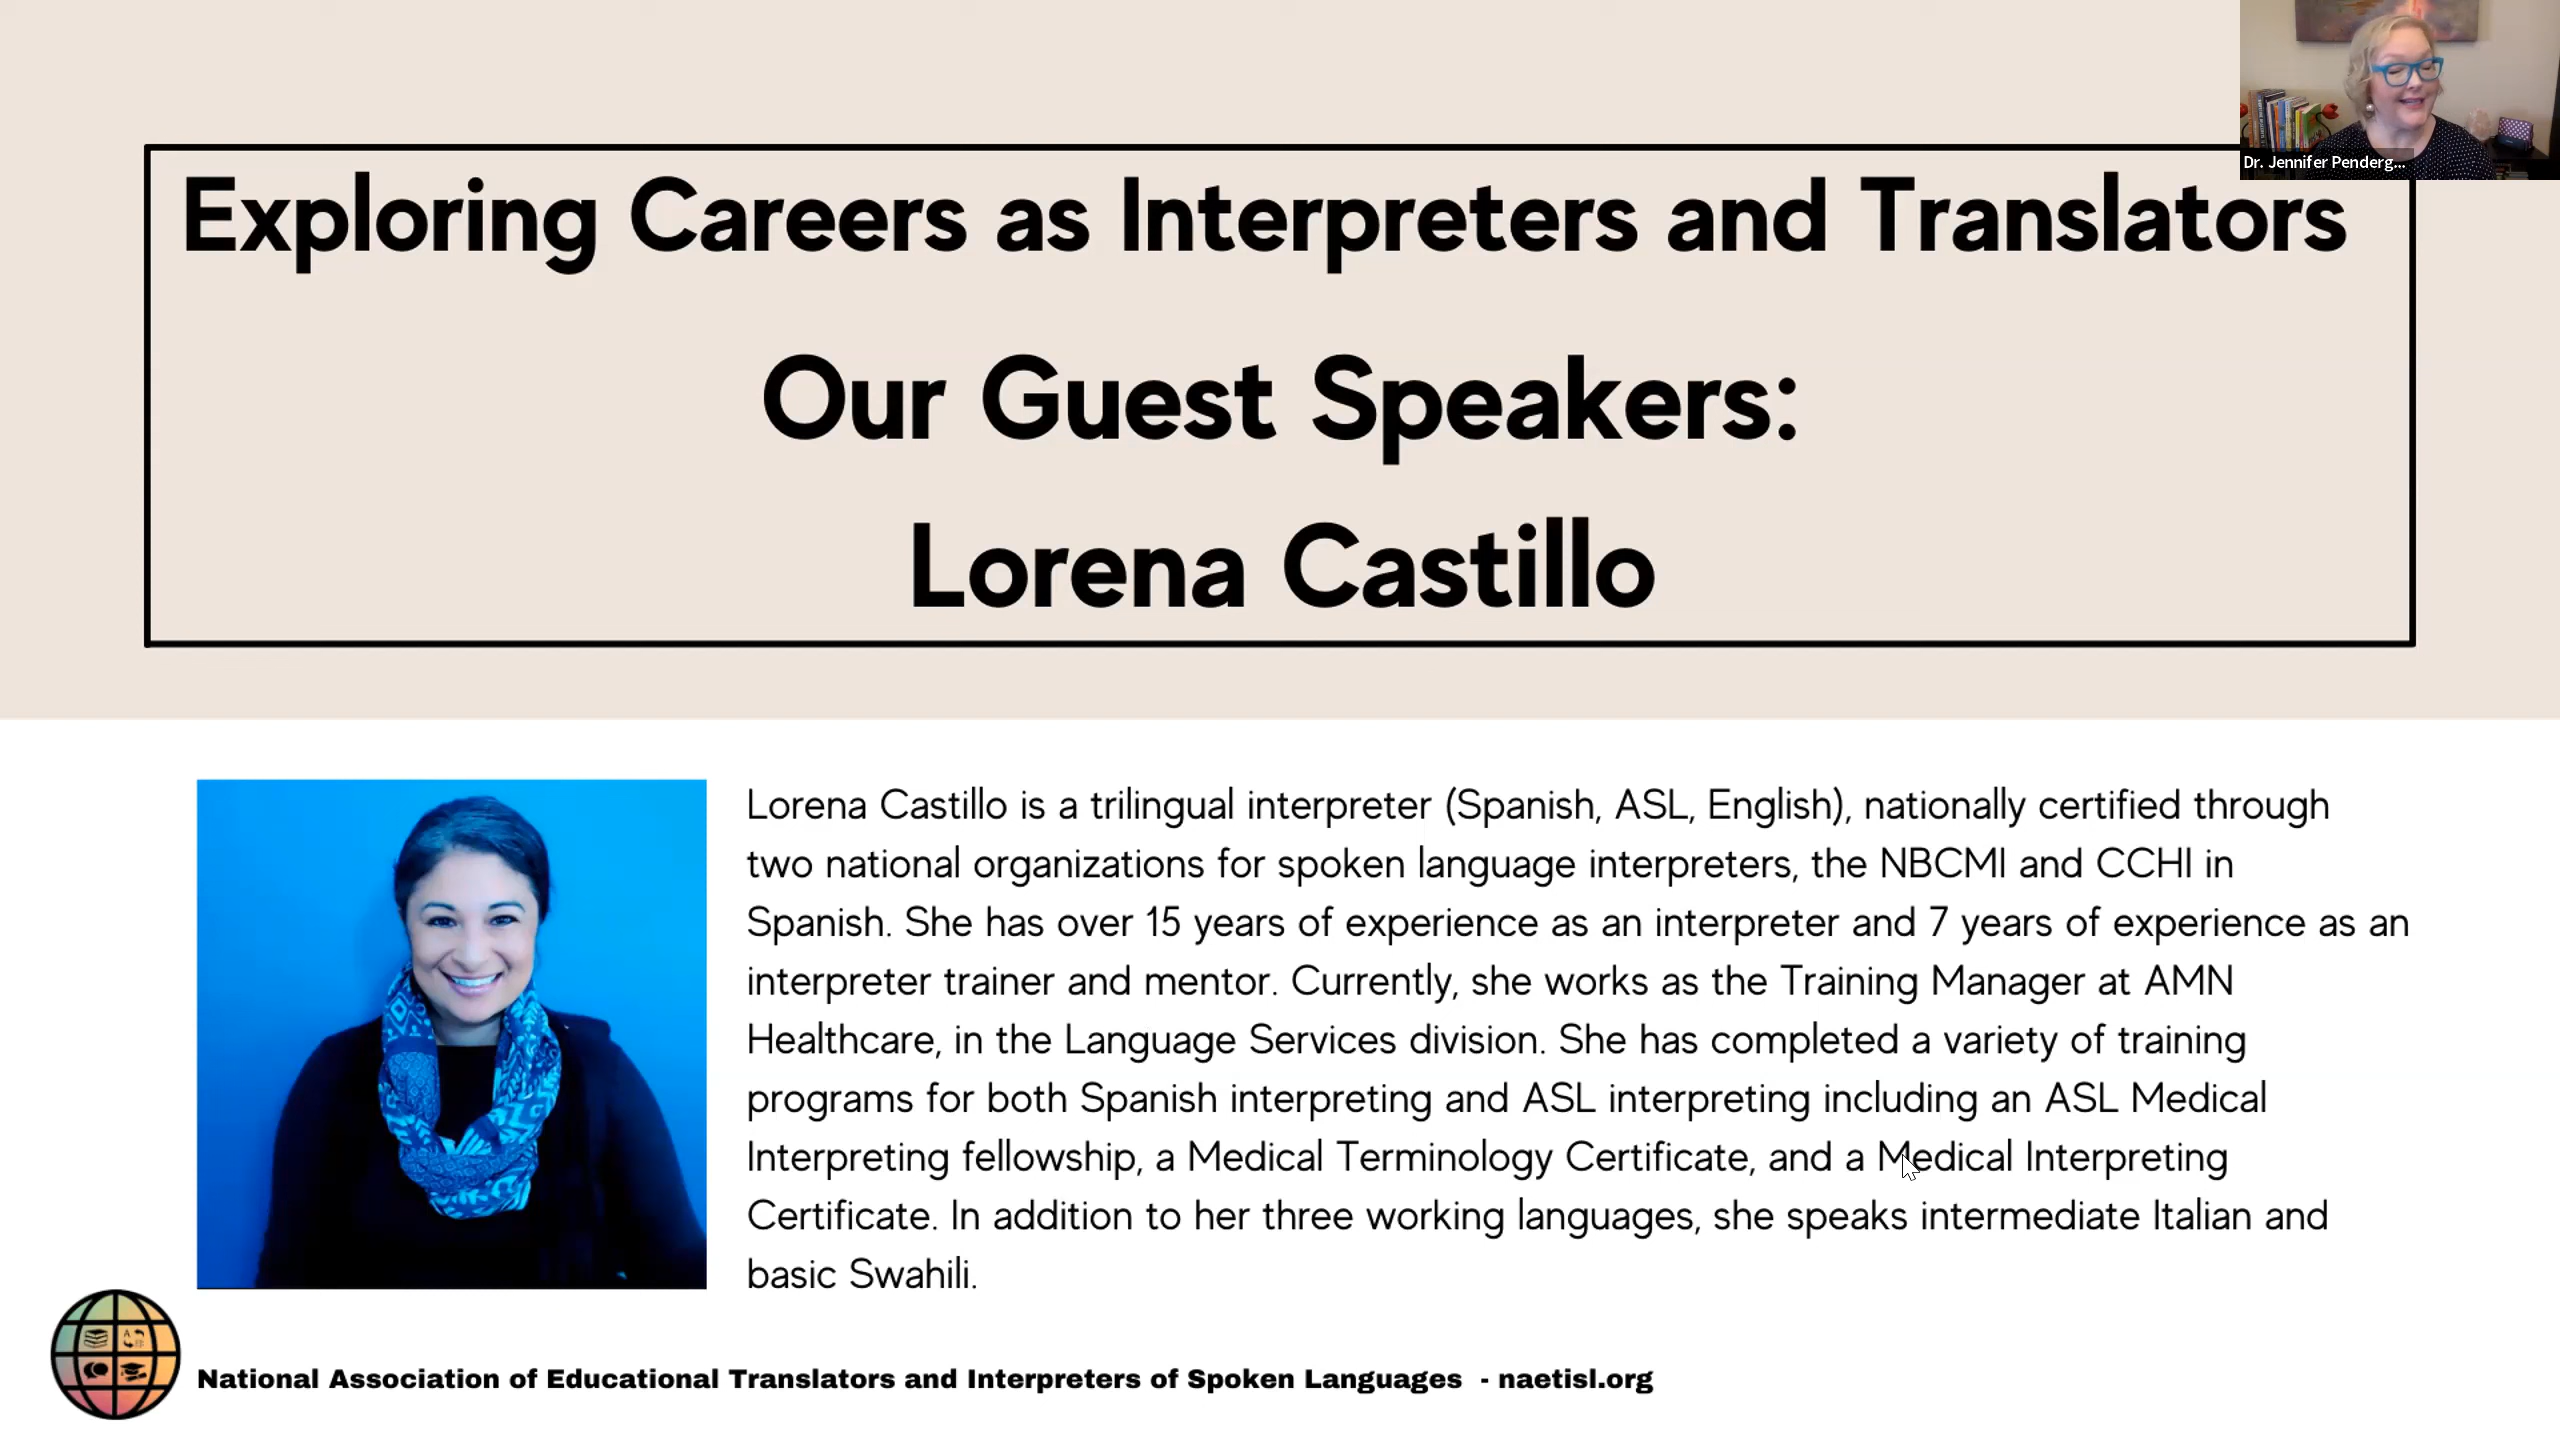 Dr. Jennifer Penderg...
Exploring Careers as Interpreters and Translators
Our Guest Speakers:
Lorena Castillo
Lorena Castillo is a trilingual interpreter (Spanish, ASL, English), nationally certified through
two national organizations for spoken language interpreters, the NBCMI and CCHI in
Spanish. She has over 15 years of experience as an interpreter and 7 years of experience as an
interpreter trainer and mentor. Currently, she works as the Training Manager at AMN
Healthcare, in the Language Services division. She has completed a variety of training
programs for both Spanish interpreting and ASL interpreting including an ASL Medical
Interpreting fellowship, a Medical Terminology Certificate, and a Medical Interpreting
Certificate. In addition to her three working languages, she speaks intermediate Italian and
basic Swahili.
National Association of Educational Translators and Interpreters of Spoken Languages - naetisl.org